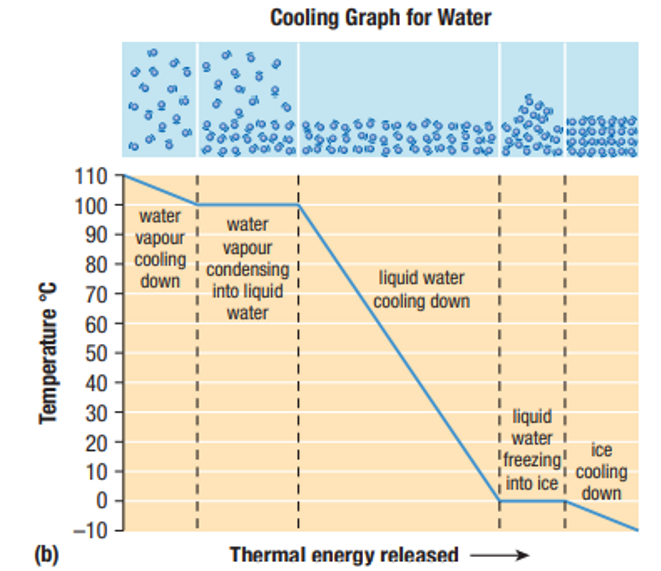 Cooling Graph for Water
110
100
90
80
70
60
50
40
30
20
10
0
–10
Temperature °C
water
vapour
cooling
down
water
vapour
condensing
into liquid
water
liquid water
cooling down
liquid
water
freezing
into ice
ice
cooling
down
(b)
Thermal energy released